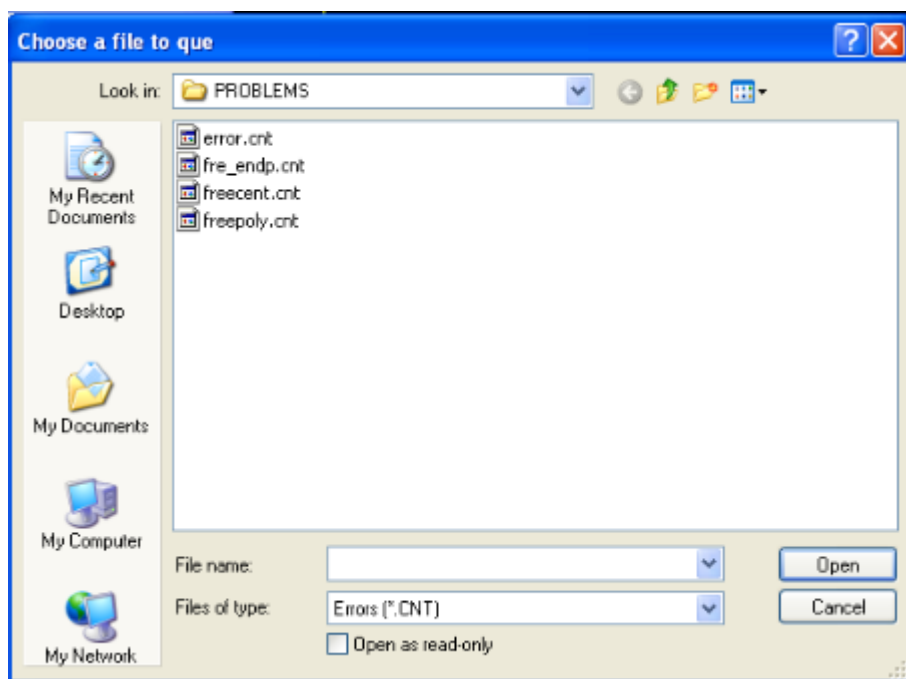 Choose a file to que
Look in:
PROBLEMS
My Recent
Documents
Desktop
My Documents
My Computer
My Network
error.cnt
fre_endp.cnt
freecent.cnt
freepoly.cnt
File name:
Open
Files of type:
Errors (*.CNT)
Cancel
Open as read-only